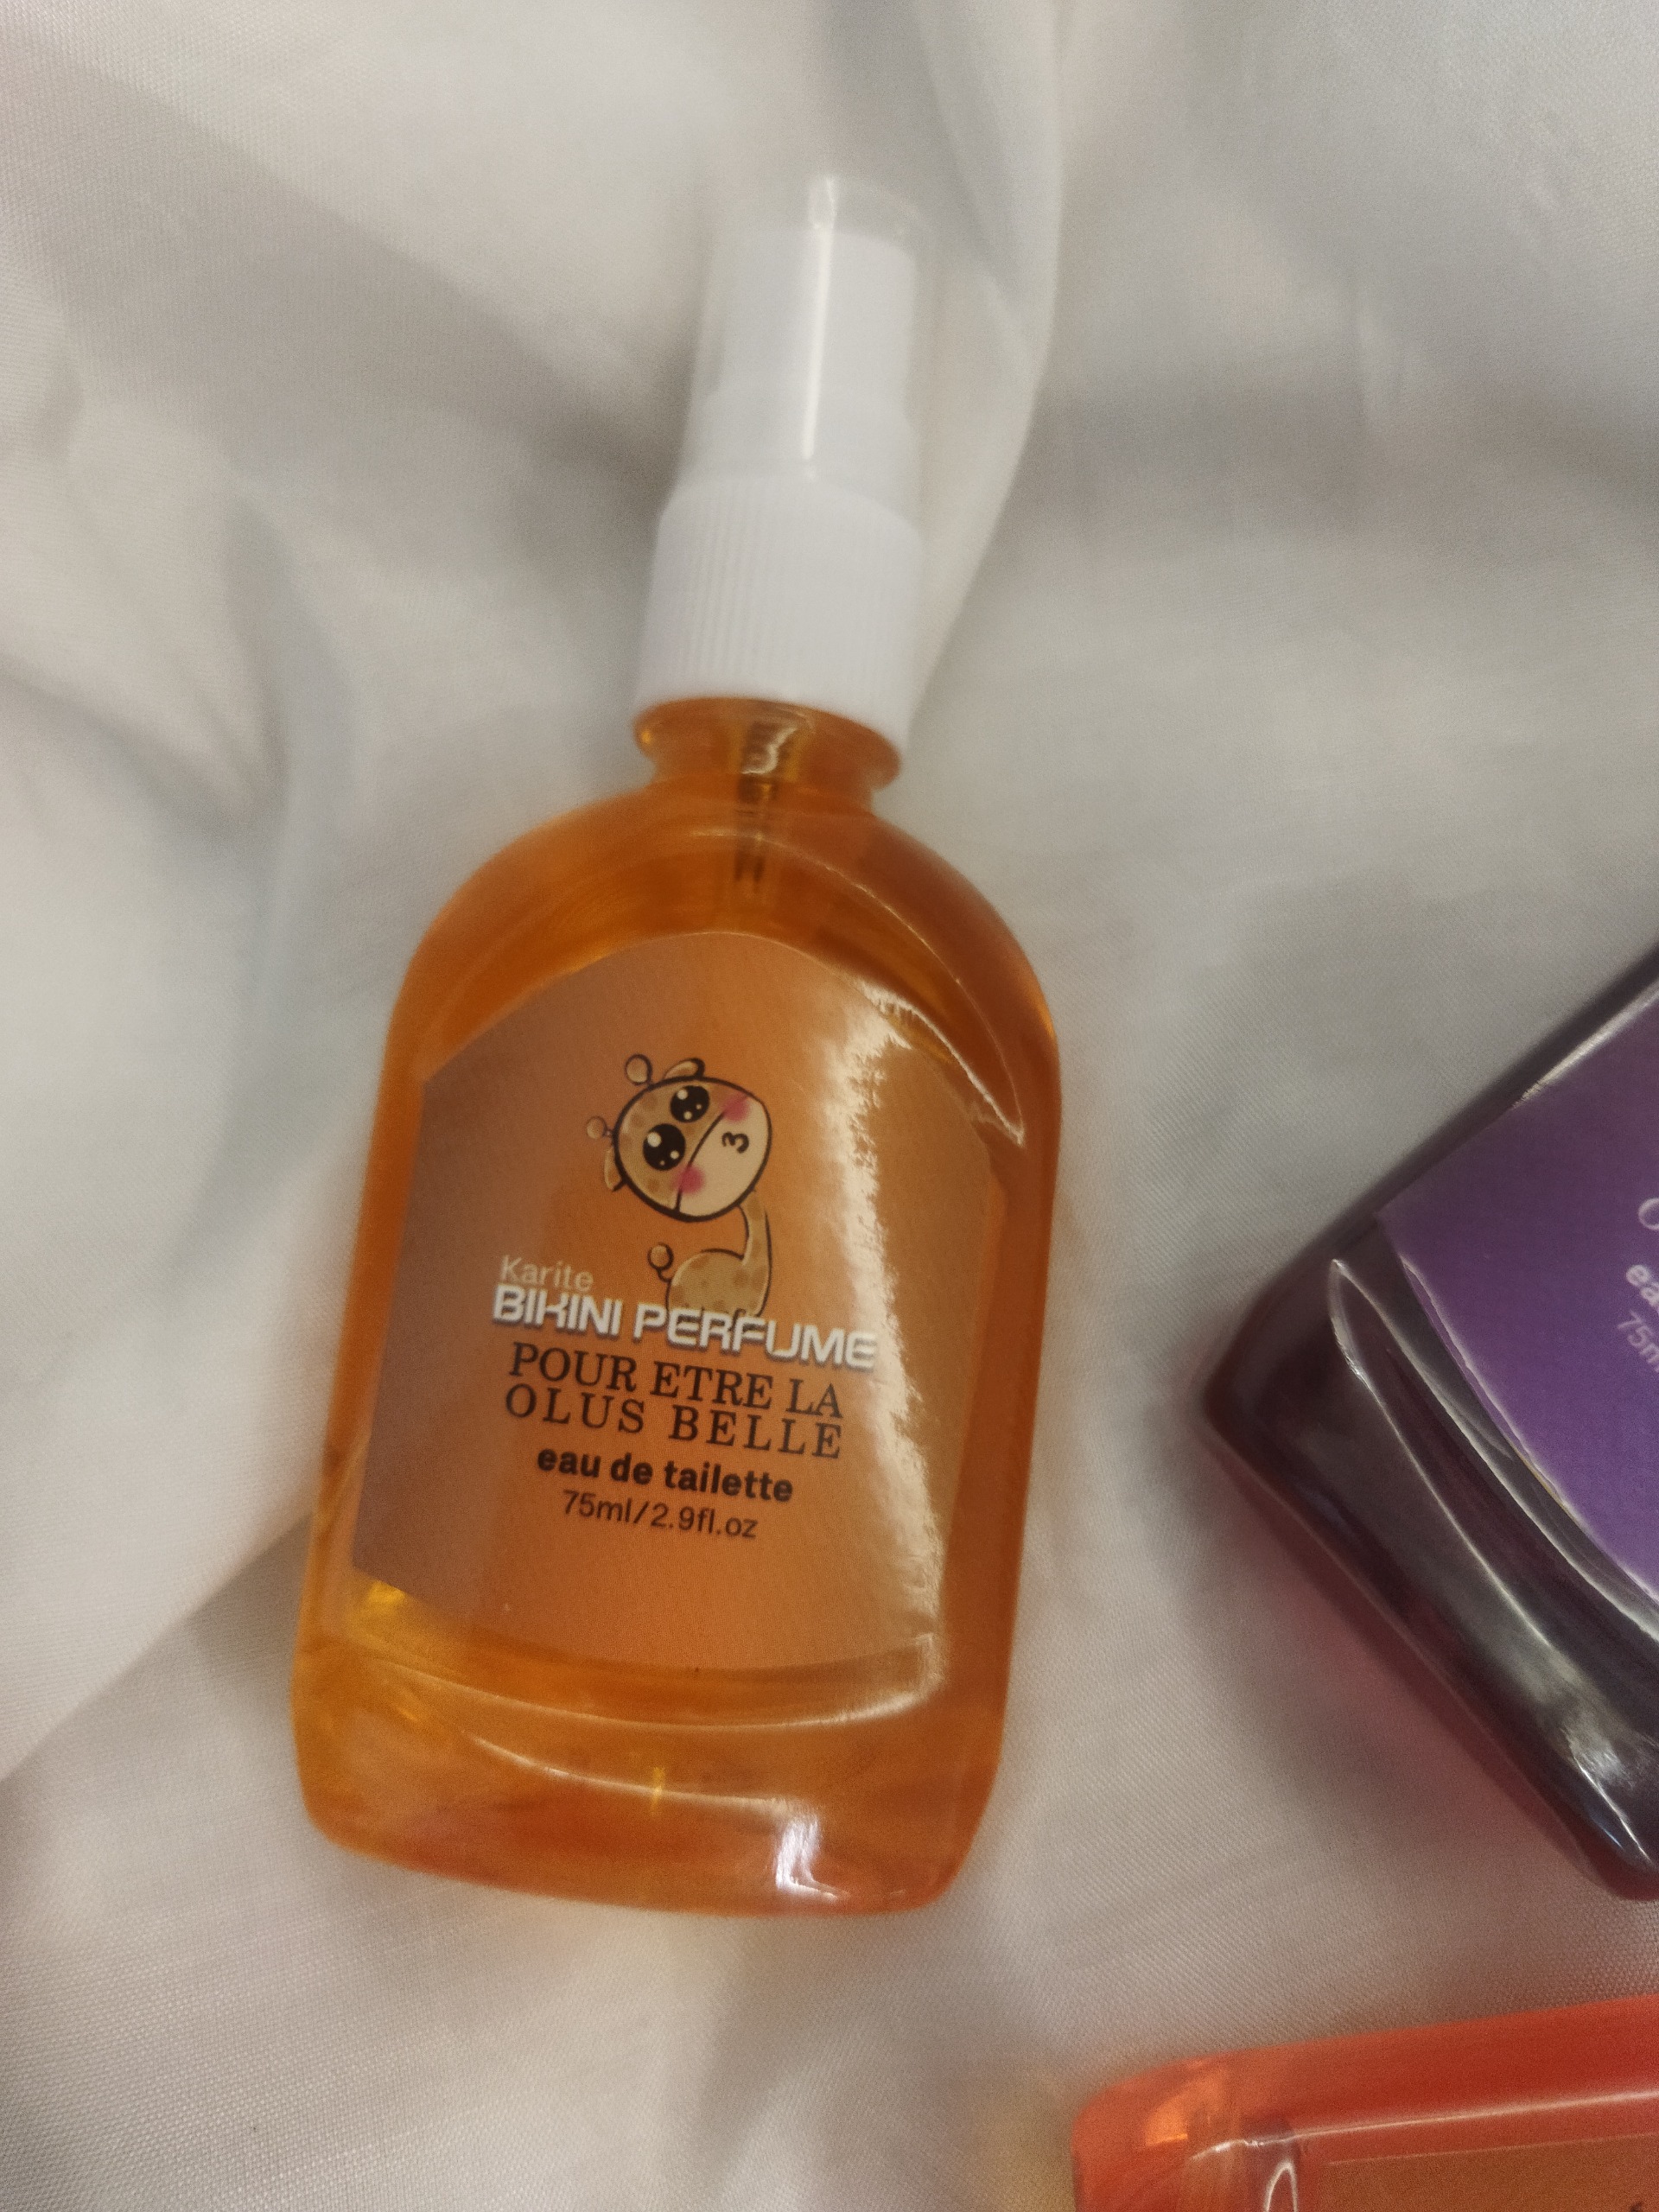 Karite
BIKINI PERFUME
POUR ETRE LA
OLUS BELLE
eau de tailette
75ml/2.9fl.oz